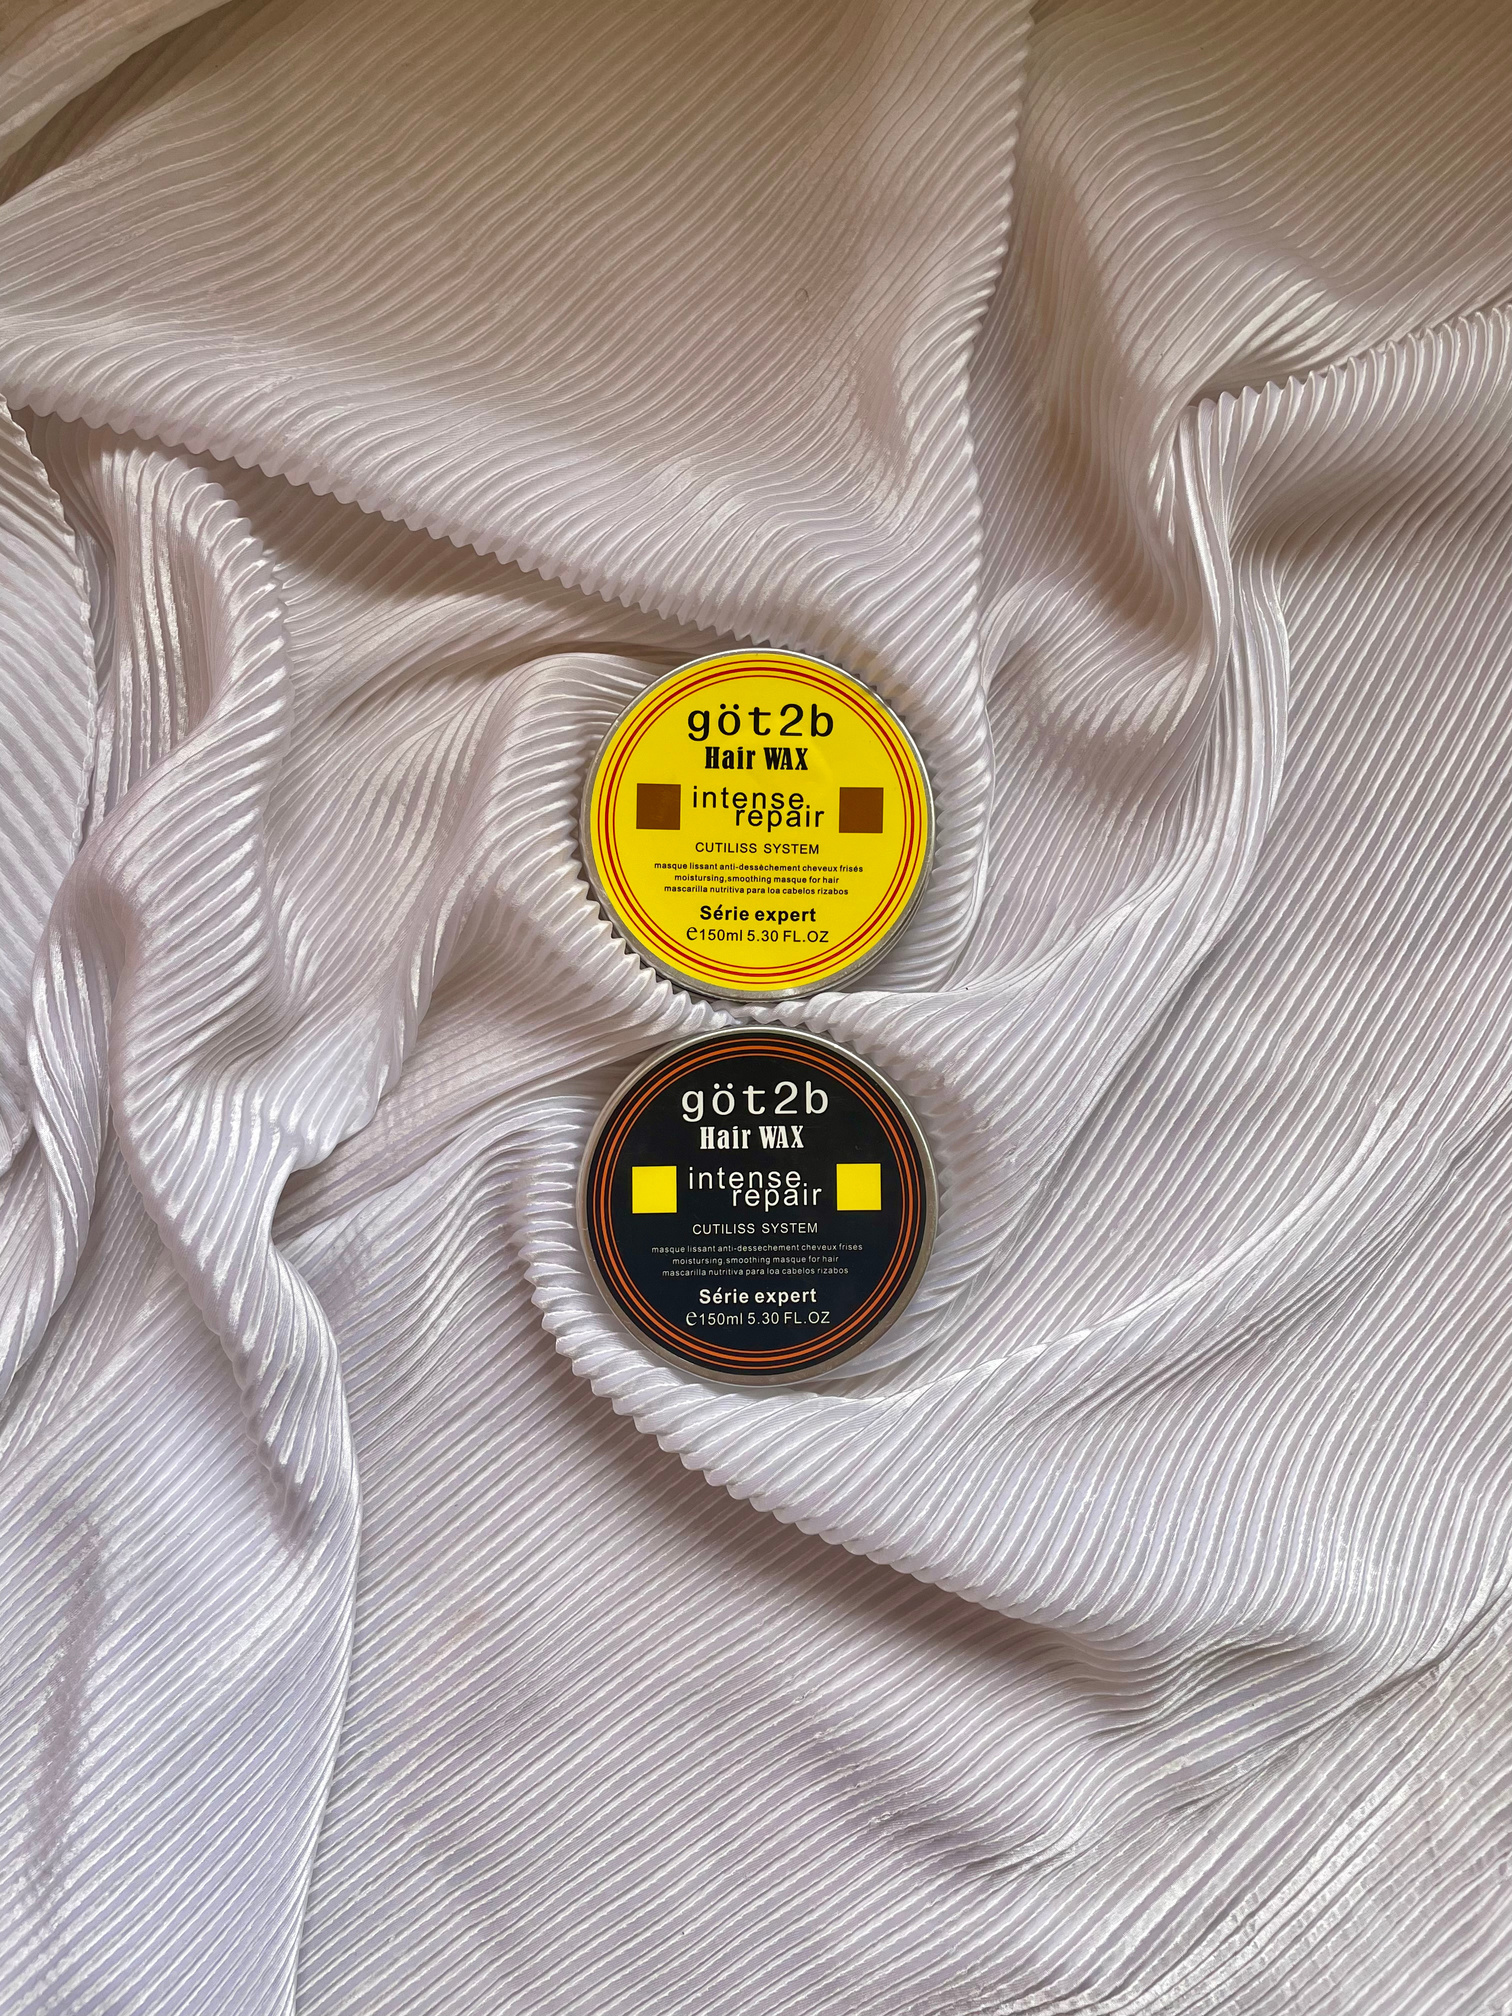 göt2b
Hair WAX
intense
repair
CUTILISS SYSTEM
masque lissant anti-dessèchement cheveux frisés
moistursing,smoothing masque for hair
mascarilla nutritiva para loa cabelos rizabos
Série expert
e150ml 5.30 FL.OZ
göt2b
Hair WAX
intense
repair
CUTILISS SYSTEM
masque lissant anti-dessechement cheveux frises
moistursing,smoothing masque for hair
mascarilla nutritiva para loa cabelos rizabos
Série expert
e150ml 5.30 FL.OZ